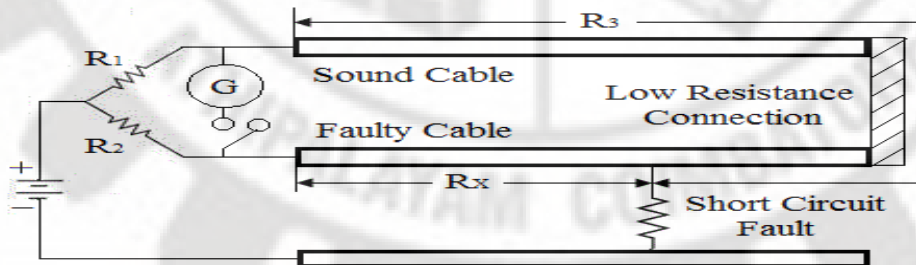 R3
R1
G
Sound Cable
Low Resistance
Connection
Faulty Cable
R2
+
Rx
−
Short Circuit
Fault